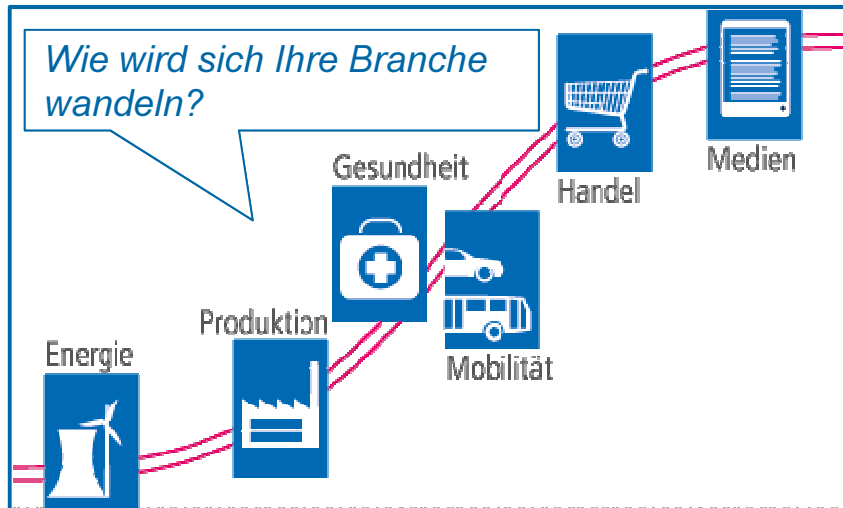 Wie wird sich Ihre Branche
wandeln?
Medien
Gesundheit
Handel
Produktion
Energie
Mobilität